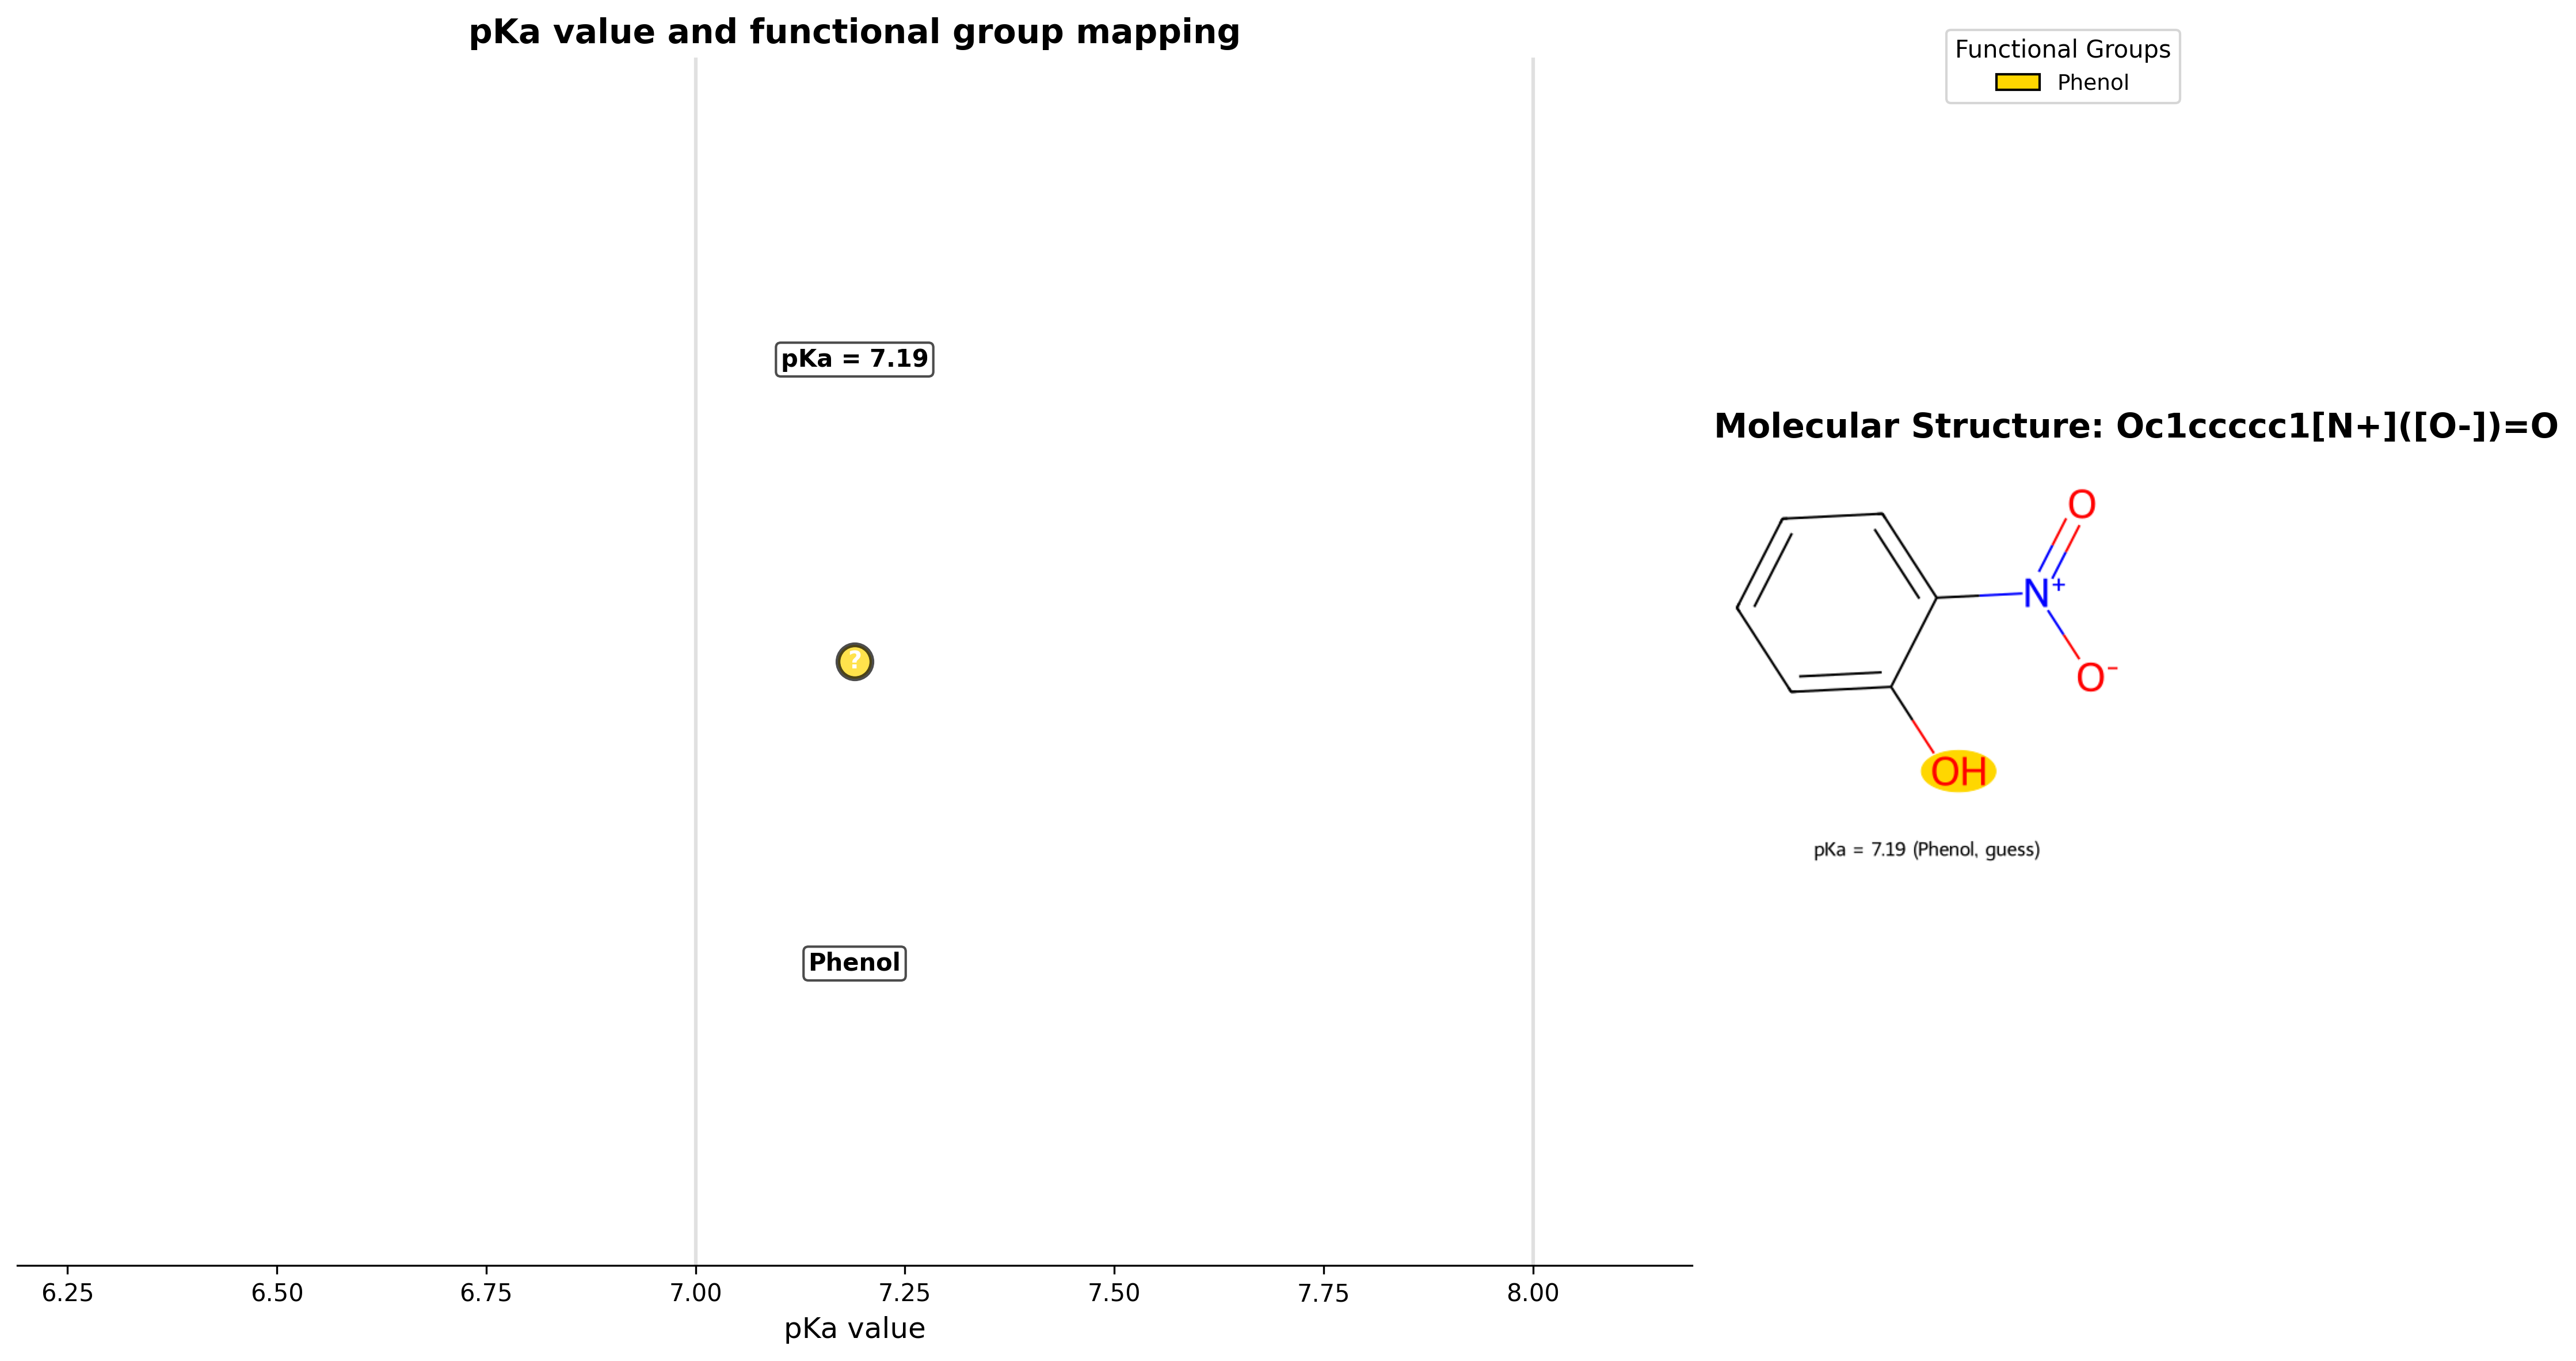 pKa value and functional group mapping
Functional Groups
Phenol
pKa = 7.19
Molecular Structure: Oc1ccccc1[N+]([O-])=O
O
N+
?
O-
OH
pKa = 7.19 (Phenol, guess)
Phenol
6.25 6.50 6.75 7.00 7.25 7.50 7.75 8.00
pKa value